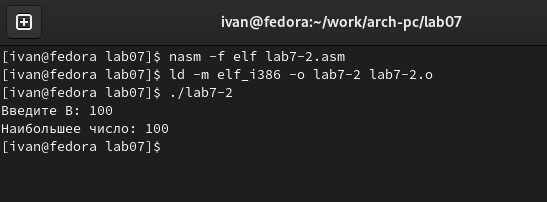 ivan@fedora:~/work/arch-pc/lab07
[ivan@fedora lab07]$ nasm -f elf lab7-2.asm
[ivan@fedora lab07]$ ld -m elf_i386 -o lab7-2 lab7-2.o
[ivan@fedora lab07]$ ./lab7-2
Введите B: 100
Наибольшее число: 100
[ivan@fedora lab07]$